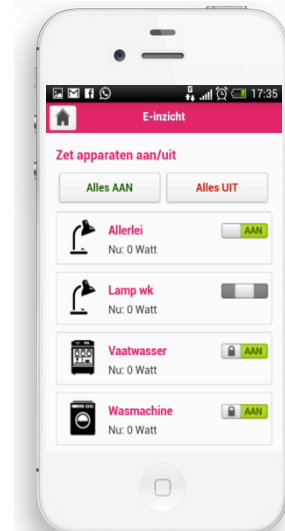 17:35
E-inzicht
Zet apparaten aan/uit
Alles AAN
Alles UIT
Allerlei
AAN
Nu: 0 Watt
Lamp wk
Nu: 0 Watt
Vaatwasser
AAN
Nu: 0 Watt
Wasmachine
AAN
Nu: 0 Watt